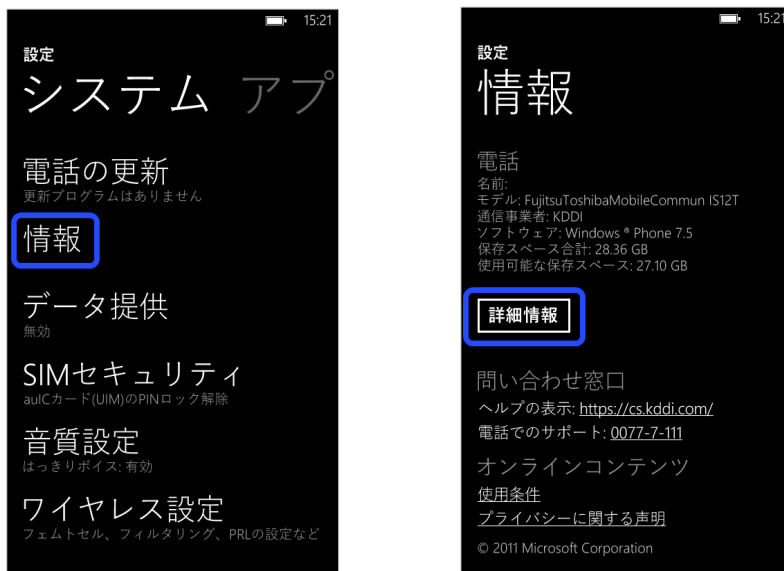 15:21
設定
システム アプ
電話の更新
更新プログラムはありません
情報
データ提供
無効
SIMセキュリティ
auICカード(UIM)のPINロック解除
音質設定
はっきりボイス: 有効
ワイヤレス設定
フェムトセル、フィルタリング、PRLの設定など
15:21
設定
情報
電話
名前:
モデル: FujitsuToshibaMobileCommun IS12T
通信事業者: KDDI
ソフトウェア: Windows ® Phone 7.5
保存スペース合計: 28.36 GB
使用可能な保存スペース: 27.10 GB
詳細情報
問い合わせ窓口
ヘルプの表示: https://cs.kddi.com/
電話でのサポート: 0077-7-111
オンラインコンテンツ
使用条件
プライバシーに関する声明
© 2011 Microsoft Corporation